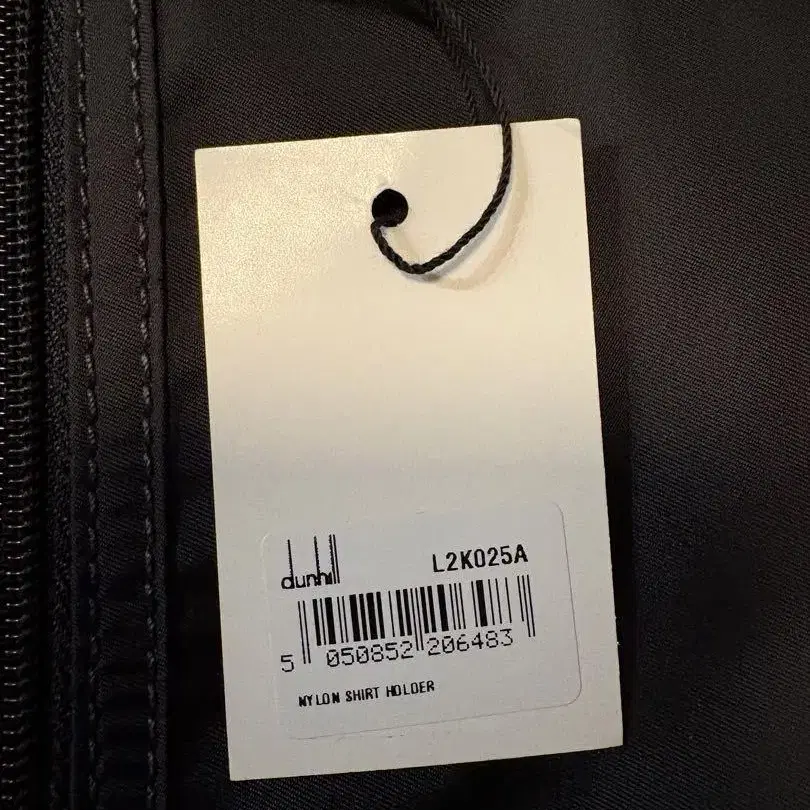 dunhill
L2K025A
5 050852 206483
NYLON SHIRT HOLDER